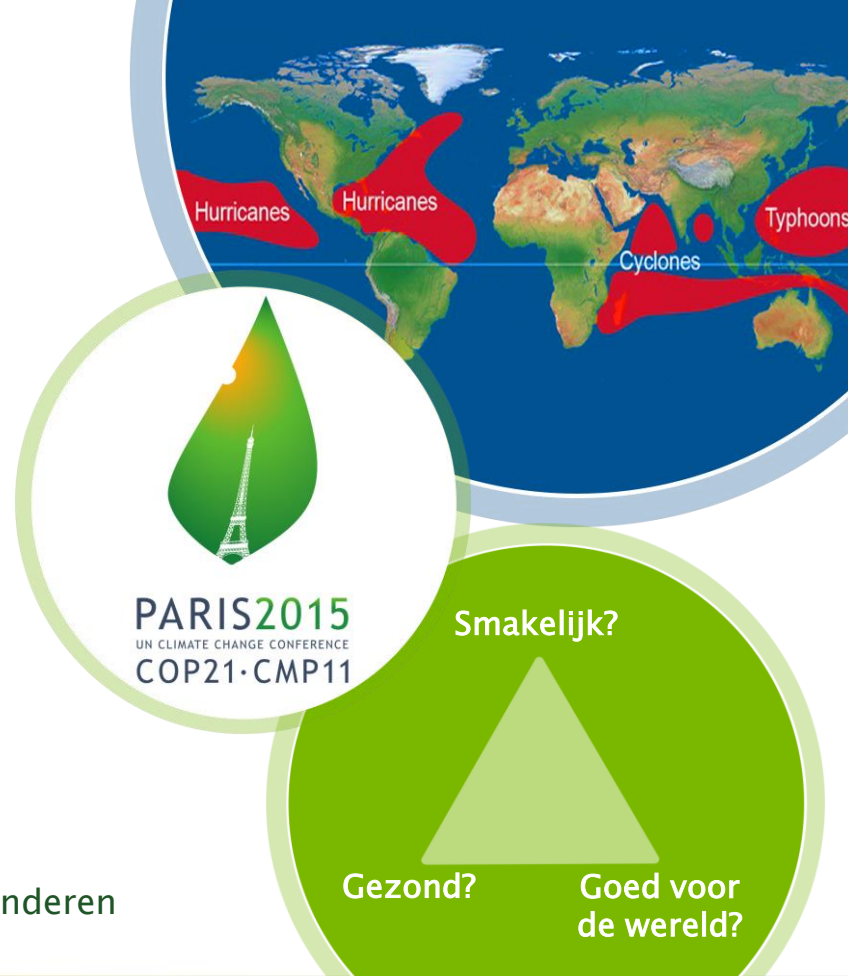 Hurricanes
Hurricanes
Typhoons
Cyclones
PARIS2015
UN CLIMATE CHANGE CONFERENCE
COP21·CMP11
Smakelijk?
Gezond?
Goed voor
de wereld?
nderen